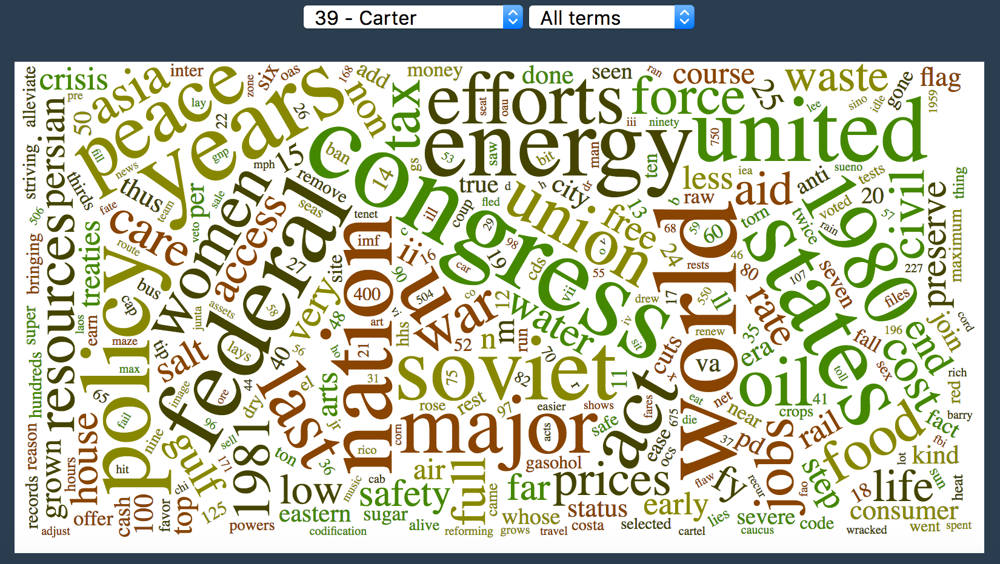 39 - Carter
All terms
alleviate
crisis
pre
asia
inter
lay
peace
zone
six
oas
168
add
money
efforts
done
seen
ran
course
25
waste
gone
flag
50
22
years
26
non
tax
seat
oau
force
iii
ninety
lee
sino
idle
1959
striving
persian
fill
news
gnp
mph
15
congress
ban
gs
energy
53
saw
bit
man
ten
united
750
thirds
thus
team
per
sale
women
remove
seas
14
true
d
h
city
dr
less
iea
anti
sueno
tests
civil
thing
506
fate
care
veto
access
federal
tenet
ill
coup
fled
29
union
free
13
b
raw
aid
1980
20
voted
57
preserve
resources
treaties
policy
route
imf
c
ii
16
98
o
v
68
59
60
torn
twice
rain
bringing
bus
27
site
nation
90
car
19
cds
55
24
rests
46
80
states
seven
227
maximum
super
laos
earn
cap
junta
assets
58
very
48
400
504
u
co
12
vii
drew
17
550
11
rate
107
files
maze
tip
salt
lays
40
56
ho
art
vi
hhs
war
52
n
m
run
water
iv
sit
world
renew
35
era
fall
196
join
cord
hundreds
max
65
image
ore
44
el
21
31
soviet
75
82
70
r
11
x
cuts
va
oil
toll
sex
cost
end
rich
red
fail
96
dry
last
arts
jr
rose
rest
97
easier
shows
act
fares
eat
net
near
41
crops
food
fact
barry
records
reason
grown
hours
house
nine
gulf
sell
171
1981
ton
36
rico
corn
major
acts
safe
ease
675
ocs
die
37
pd
jobs
rail
fbi
kind
lot
hit
chi
low
music
cab
air
full
gasohol
far
prices
flaw
fy
recur
fao
step
18
life
sun
heat
adjust
offer
cash
100
favor
top
125
powers
eastern
codification
safety
sugar
alive
reforming
came
whose
grows
travel
status
costa
selected
early
cartel
lies
severe
caucus
code
consumer
wracked
went
spent